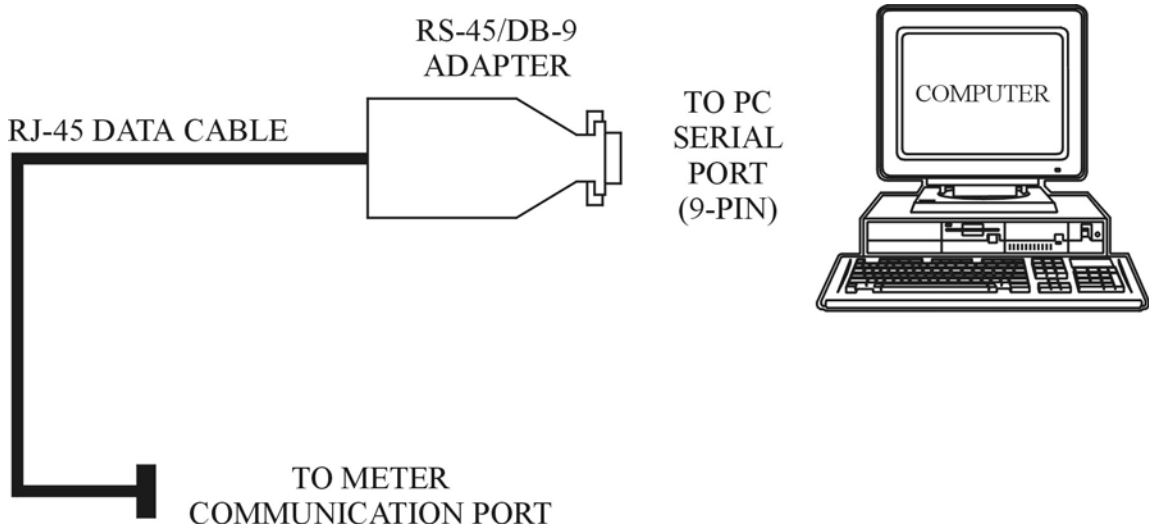 RS-45/DB-9
ADAPTER
RJ-45 DATA CABLE
TO PC
SERIAL
PORT
(9-PIN)
COMPUTER
TO METER
COMMUNICATION PORT